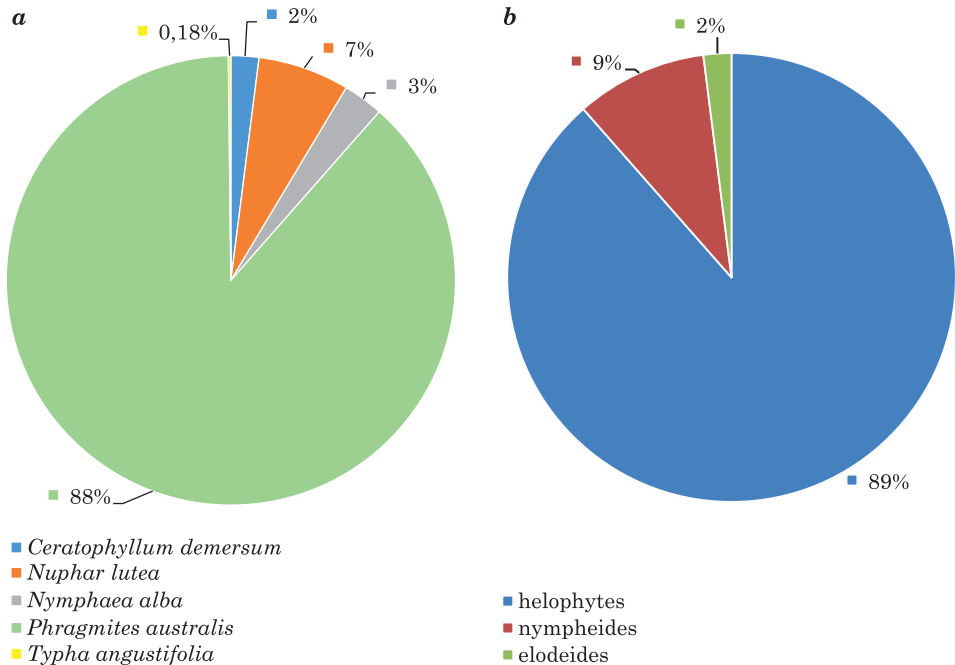 a
0,18%
2%
7%
3%
88%
Ceratophyllum demersum
Nuphar lutea
Nymphaea alba
Phragmites australis
Typha angustifolia
b
2%
9%
89%
helophytes
nympheides
elodeides